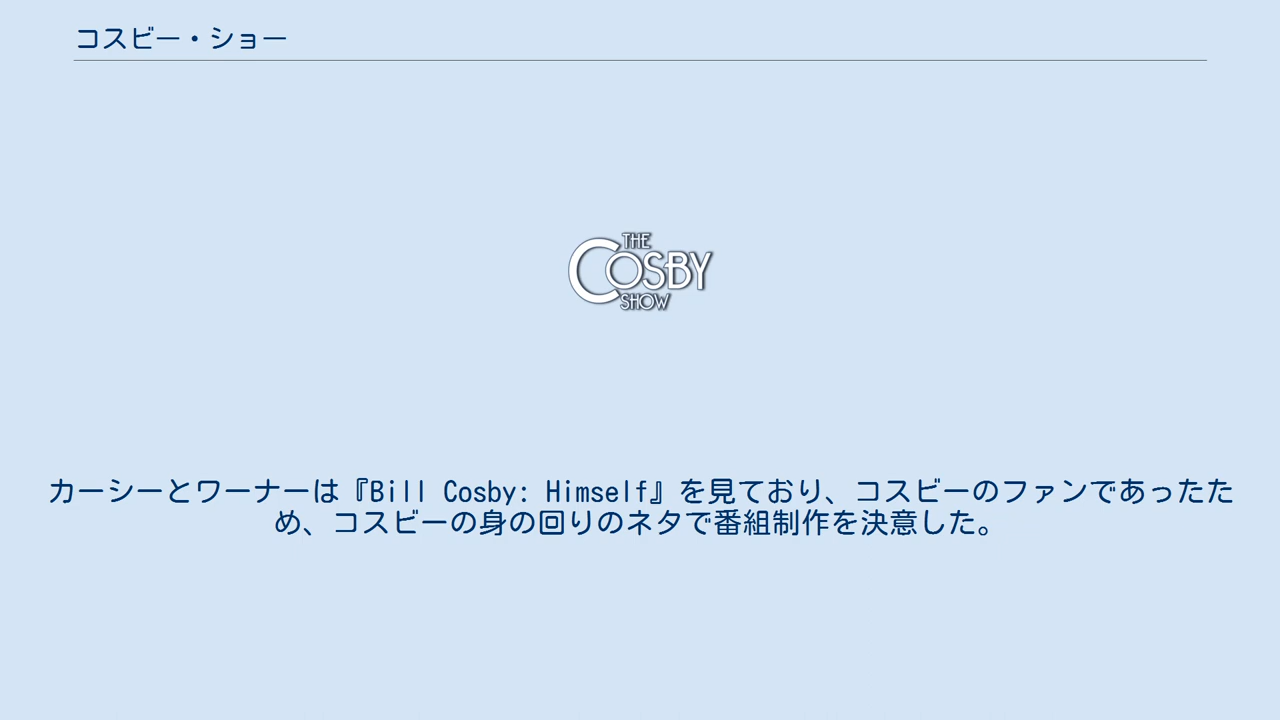 コスビー・ショー
THE
COSBY
SHOW
カーシーとワーナーは『Bill Cosby: Himself』を見ており、コスビーのファンであったた
め、コスビーの身の回りのネタで番組制作を決意した。